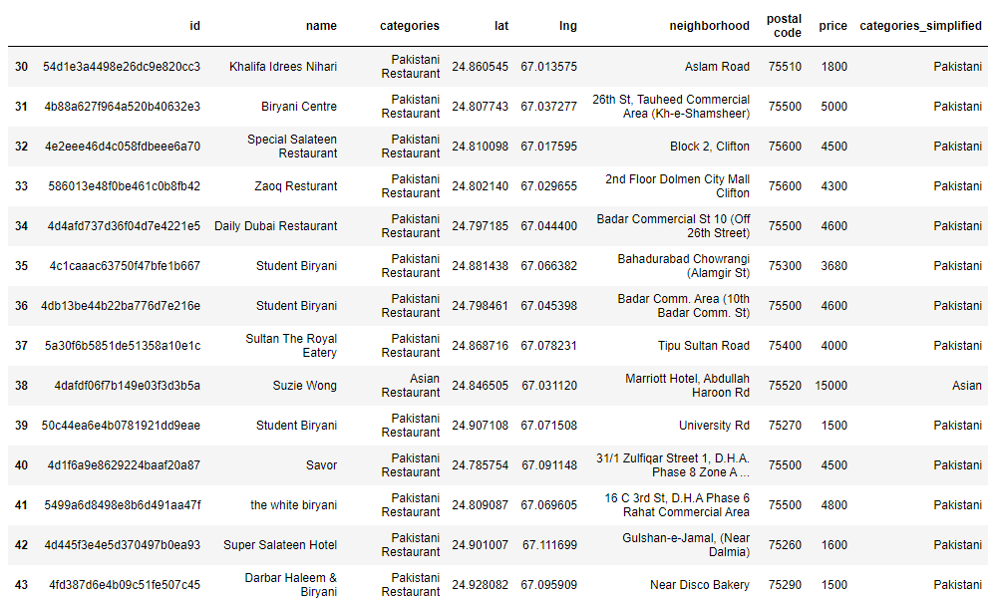 id name categories lat lng neighborhood postal code price categories_simplified
30 54d1e3a4498e26dc9e820cc3 Khalifa Idrees Nihari Pakistani Restaurant 24.860545 67.013575 Aslam Road 75510 1800 Pakistani
31 4b88a627f964a520b40632e3 Biryani Centre Pakistani Restaurant 24.807743 67.037277 26th St, Tauheed Commercial Area (Kh-e-Shamsheer) 75500 5000 Pakistani
32 4e2eee46d4c058fdbeee6a70 Special Salateen Restaurant Pakistani Restaurant 24.810098 67.017595 Block 2, Clifton 75600 4500 Pakistani
33 586013e48f0be461c0b8fb42 Zaoq Resturant Pakistani Restaurant 24.802140 67.029655 2nd Floor Dolmen City Mall Clifton 75600 4300 Pakistani
34 4d4afd737d36f04d7e4221e5 Daily Dubai Restaurant Pakistani Restaurant 24.797185 67.044400 Badar Commercial St 10 (Off 26th Street) 75500 4600 Pakistani
35 4c1caaac63750f47bfe1b667 Student Biryani Pakistani Restaurant 24.881438 67.066382 Bahadurabad Chowrangi (Alamgir St) 75300 3680 Pakistani
36 4db13be44b22ba776d7e216e Student Biryani Pakistani Restaurant 24.798461 67.045398 Badar Comm. Area (10th Badar Comm. St) 75500 4600 Pakistani
37 5a30f6b5851de51358a10e1c Sultan The Royal Eatery Pakistani Restaurant 24.868716 67.078231 Tipu Sultan Road 75400 4000 Pakistani
38 4dafdf06f7b149e03f3d3b5a Suzie Wong Asian Restaurant 24.846505 67.031120 Marriott Hotel, Abdullah Haroon Rd 75520 15000 Asian
39 50c44ea6e4b0781921dd9eae Student Biryani Pakistani Restaurant 24.907108 67.071508 University Rd 75270 1500 Pakistani
40 4d1f6a9e8629224baaf20a87 Savor Pakistani Restaurant 24.785754 67.091148 31/1 Zulfiqar Street 1, D.H.A. Phase 8 Zone A ... 75500 4500 Pakistani
41 5499a6d8498e8b6d491aa47f the white biryani Pakistani Restaurant 24.809087 67.069605 16 C 3rd St, D.H.A Phase 6 Rahat Commercial Area 75500 4800 Pakistani
42 4d445f3e4e5d370497b0ea93 Super Salateen Hotel Pakistani Restaurant 24.901007 67.111699 Gulshan-e-Jamal, (Near Dalmia) 75260 1600 Pakistani
43 4fd387d6e4b09c51fe507c45 Darbar Haleem & Biryani Pakistani Restaurant 24.928082 67.095909 Near Disco Bakery 75290 1500 Pakistani